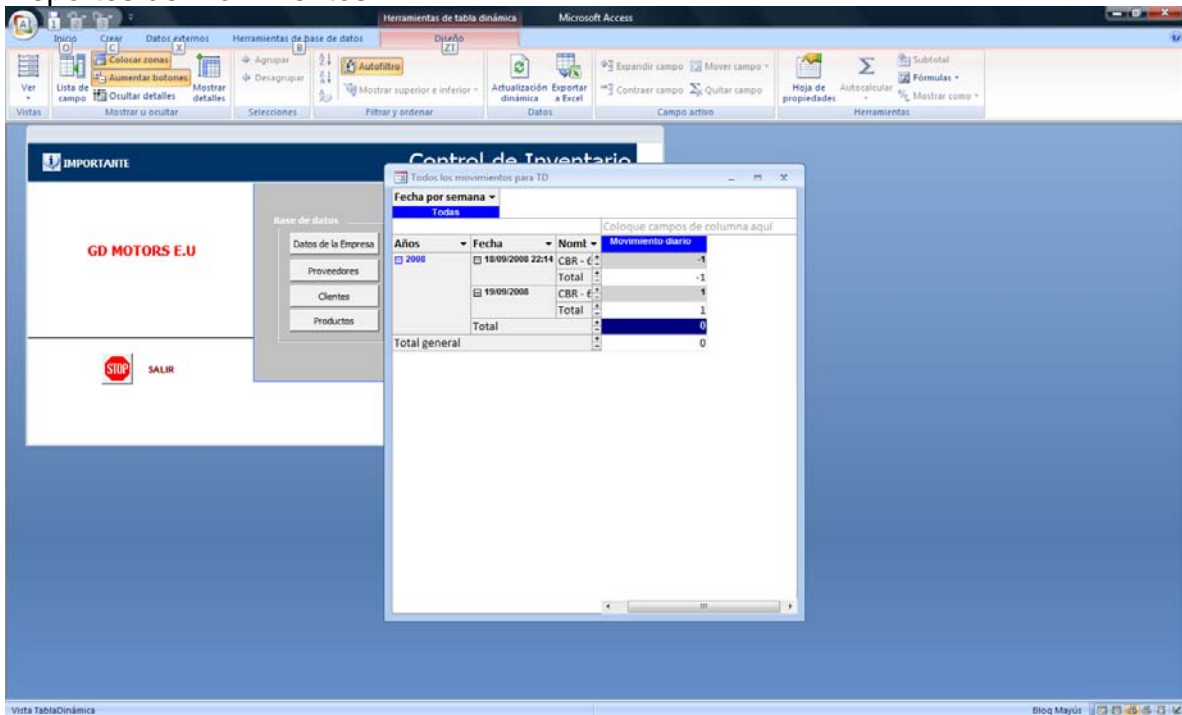 Herramientas de tabla dinámica
Microsoft Access
Inicio
Crear
Datos externos
Herramientas de base de datos
Diseño
O
C
X
B
ZT
Ver
Lista de campo
Colocar zonas
Aumentar botones
Ocultar detalles
Mostrar detalles
Agrupar
Desagrupar
Autofiltro
Mostrar superior e inferior
Actualización dinámica
Exportar a Excel
Expandir campo
Contraer campo
Mover campo
Quitar campo
Hoja de propiedades
Autocalcular
Subtotal
Fórmulas
Mostrar como
Vistas
Mostrar u ocultar
Selecciones
Filtrar y ordenar
Datos
Campo activo
Herramientas
IMPORTANTE
Control de Inventario
GD MOTORS E.U
STOP
SALIR
Base de datos
Datos de la Empresa
Proveedores
Clientes
Productos
Todos los movimientos para TD
Fecha por semana
Todas
Coloque campos de columna aquí
Años
Fecha
Movimiento diario
2008
18/09/2008 22:14
CBR -
-1
Total
-1
19/09/2008
CBR -
1
Total
1
Total
0
Total general
0
Vista TablaDinámica
Bloq Mayús